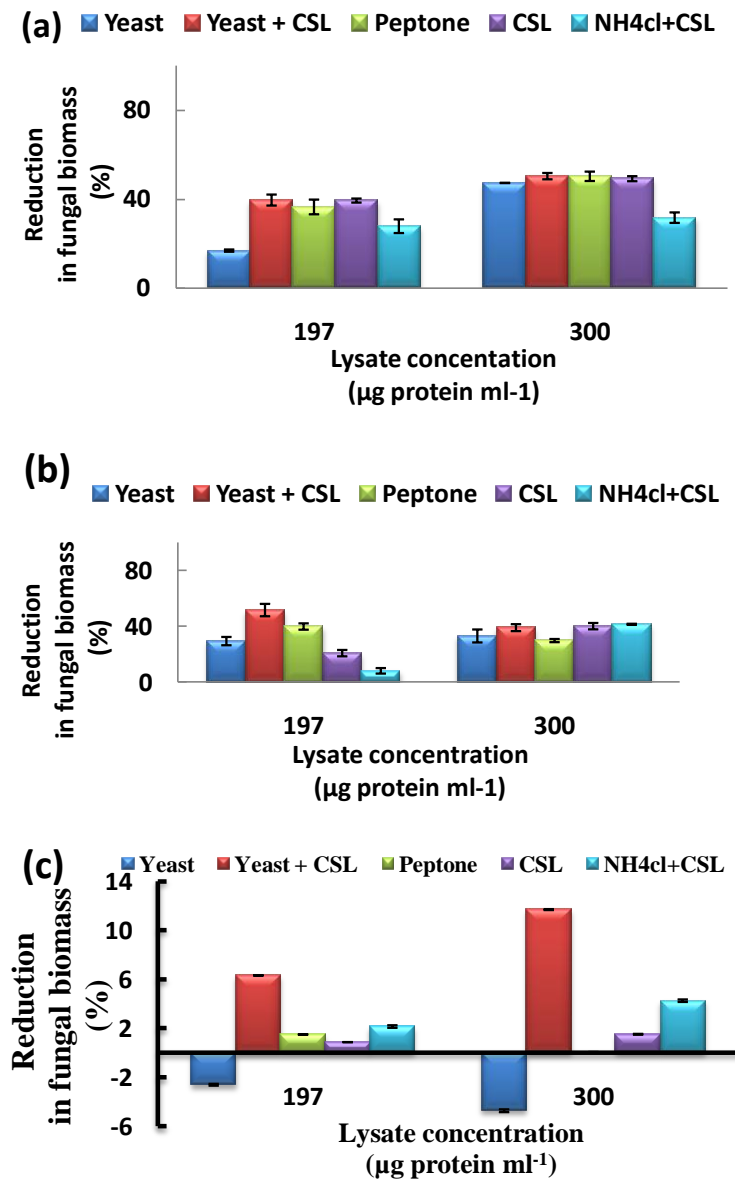 (a)
Yeast Yeast + CSL Peptone CSL NH4cl+CSL
Reduction
in fungal biomass
(%)
80
40
0
197 300
Lysate concentation
(µg protein ml-1)
(b)
Yeast Yeast + CSL Peptone CSL NH4cl+CSL
Reduction
in fungal biomass
(%)
80
40
0
197 300
Lysate concentration
(µg protein ml-1)
(c)
Yeast Yeast + CSL Peptone CSL NH4cl+CSL
Reduction
in fungal biomass
(%)
14
10
6
2
-2
-6
197 300
Lysate concentration
(µg protein ml-1)